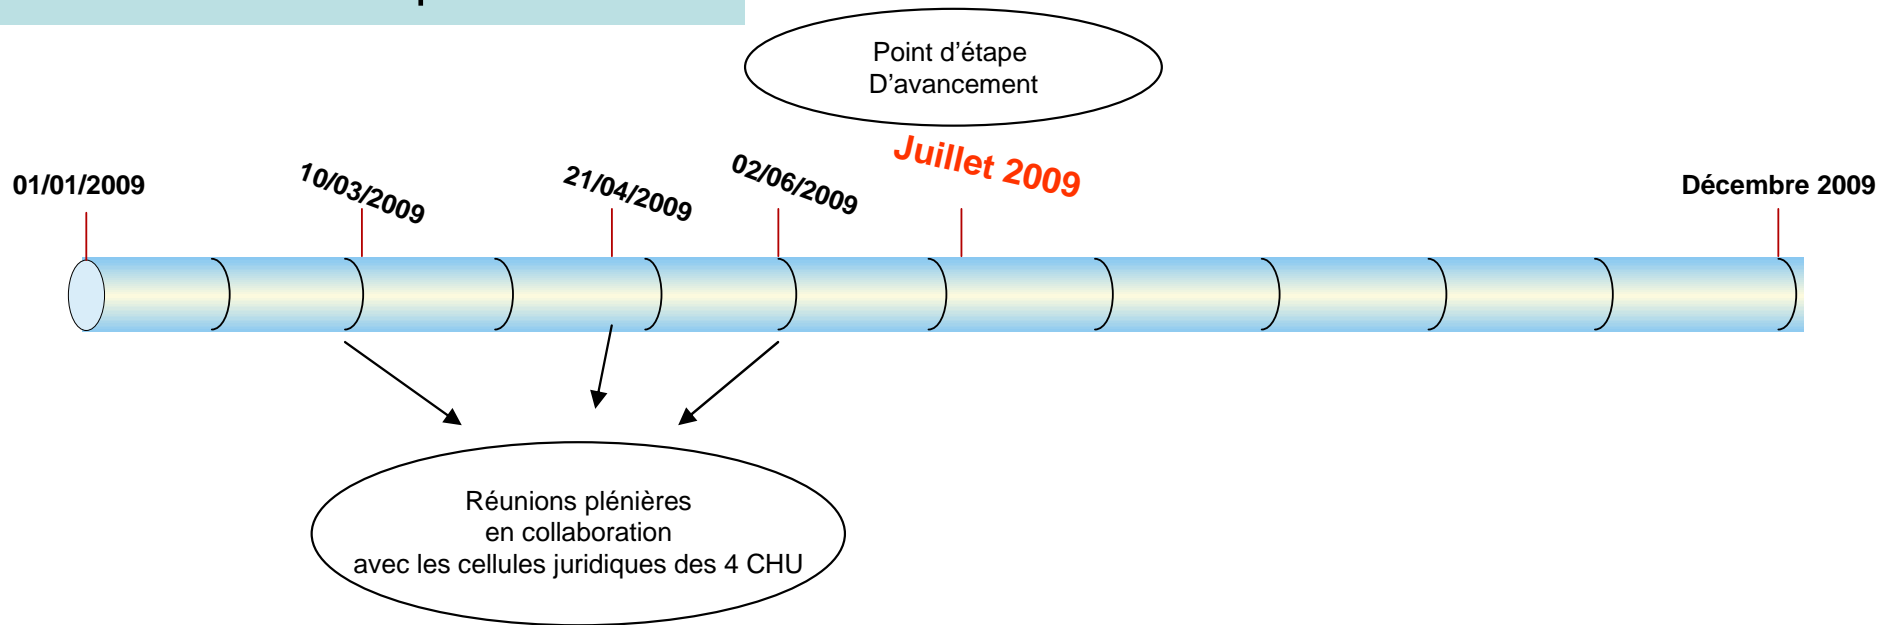 Point d’étape
D’avancement
Juillet 2009
01/01/2009
10/03/2009
21/04/2009
02/06/2009
Décembre 2009
Réunions plénières
en collaboration
avec les cellules juridiques des 4 CHU